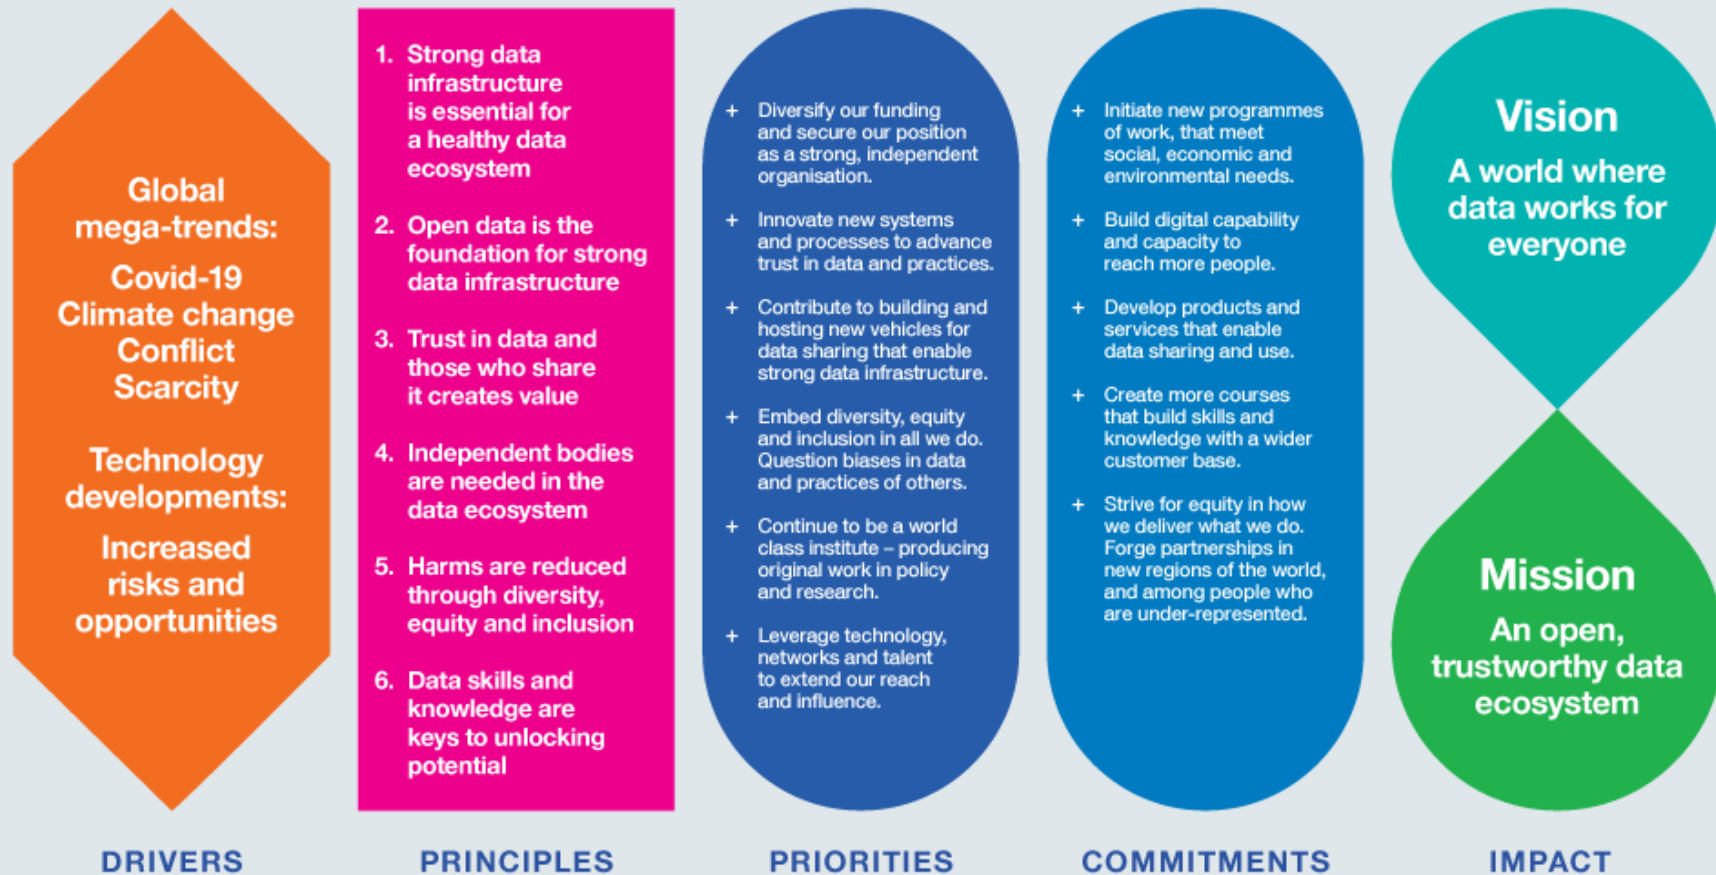 Global
mega-trends:
Covid-19
Climate change
Conflict
Scarcity
Technology
developments:
Increased
risks and
opportunities
DRIVERS
1. Strong data
infrastructure
is essential for
a healthy data
ecosystem
2. Open data is the
foundation for strong
data infrastructure
3. Trust in data and
those who share
it creates value
4. Independent bodies
are needed in the
data ecosystem
5. Harms are reduced
through diversity,
equity and inclusion
6. Data skills and
knowledge are
keys to unlocking
potential
PRINCIPLES
+ Diversify our funding
and secure our position
as a strong, independent
organisation.
+ Innovate new systems
and processes to advance
trust in data and practices.
+ Contribute to building and
hosting new vehicles for
data sharing that enable
strong data infrastructure.
+ Embed diversity, equity
and inclusion in all we do.
Question biases in data
and practices of others.
+ Continue to be a world
class institute – producing
original work in policy
and research.
+ Leverage technology,
networks and talent
to extend our reach
and influence.
PRIORITIES
+ Initiate new programmes
of work, that meet
social, economic and
environmental needs.
+ Build digital capability
and capacity to
reach more people.
+ Develop products and
services that enable
data sharing and use.
+ Create more courses
that build skills and
knowledge with a wider
customer base.
+ Strive for equity in how
we deliver what we do.
Forge partnerships in
new regions of the world,
and among people who
are under-represented.
COMMITMENTS
Vision
A world where
data works for
everyone
Mission
An open,
trustworthy data
ecosystem
IMPACT